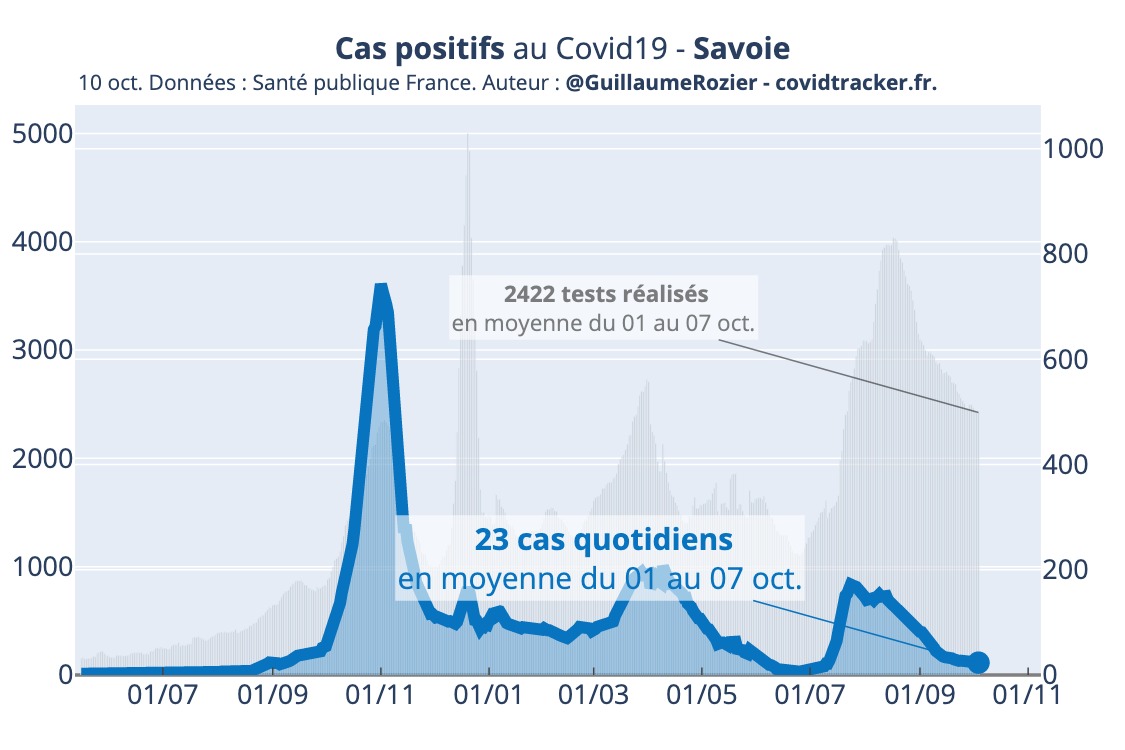 Cas positifs au Covid19 - Savoie
10 oct. Données : Santé publique France. Auteur : @GuillaumeRozier - covidtracker.fr.
5000
4000
3000
2000
1000
0
1000
800
600
400
200
0
2422 tests réalisés
en moyenne du 01 au 07 oct.
23 cas quotidiens
en moyenne du 01 au 07 oct.
01/07 01/09 01/11 01/01 01/03 01/05 01/07 01/09 01/11